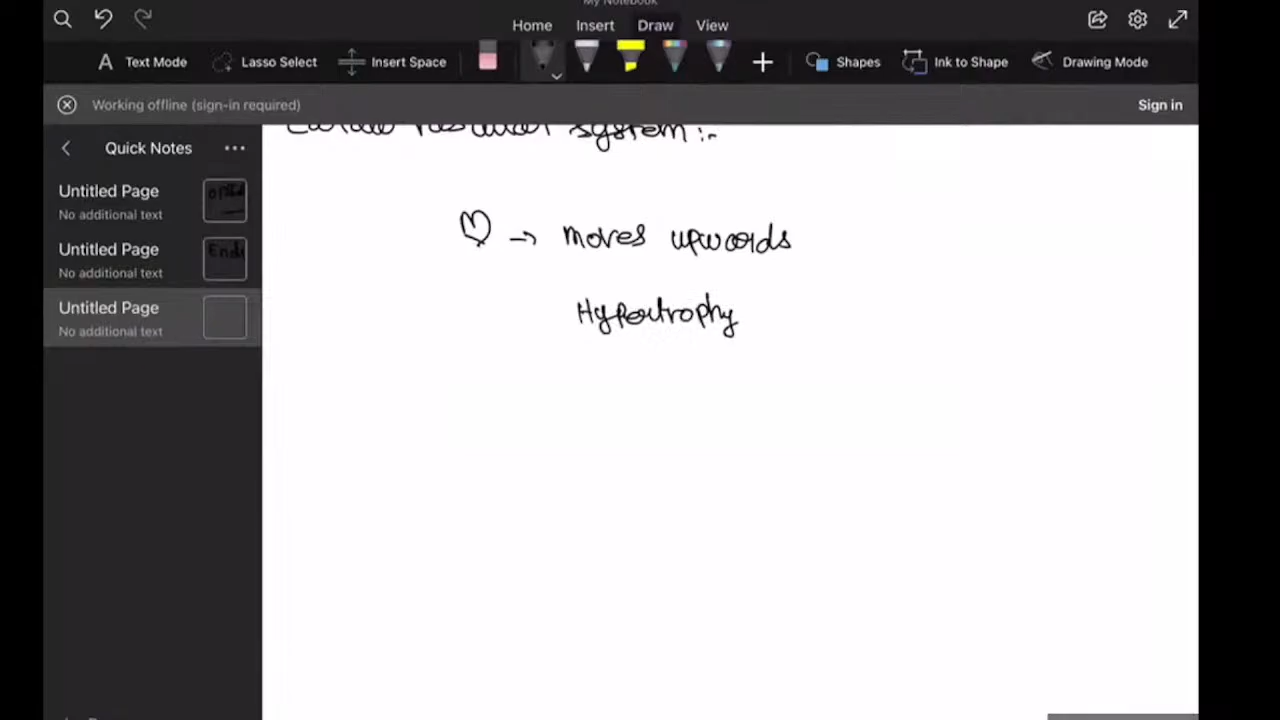 My Notebook
Home Insert Draw View
Text Mode Lasso Select Insert Space Shapes Ink to Shape Drawing Mode
Working offline (sign-in required) Sign in
Quick Notes
Untitled Page
No additional text
Untitled Page
No additional text
Untitled Page
No additional text
system :-
→ moves upwards
Hypertrophy